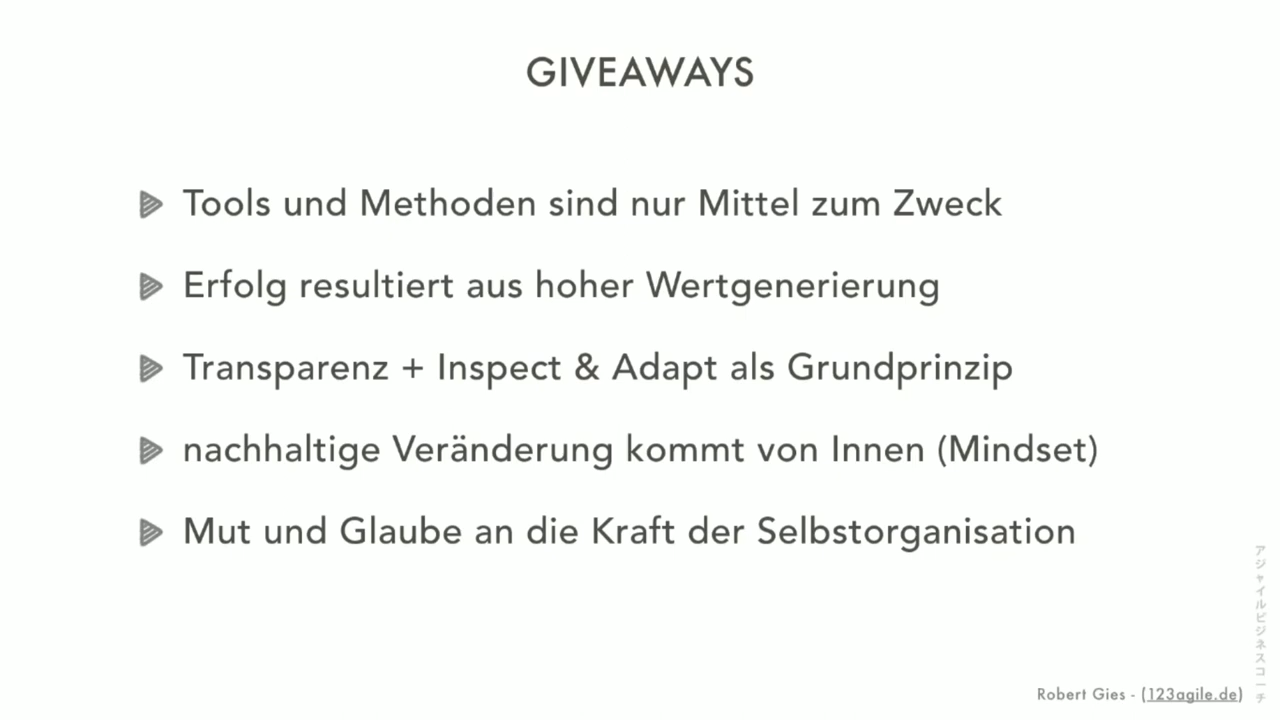 GIVEAWAYS
Tools und Methoden sind nur Mittel zum Zweck
Erfolg resultiert aus hoher Wertgenerierung
Transparenz + Inspect & Adapt als Grundprinzip
nachhaltige Veränderung kommt von Innen (Mindset)
Mut und Glaube an die Kraft der Selbstorganisation
アジャイルビジネスコーチ
Robert Gies - (123agile.de)